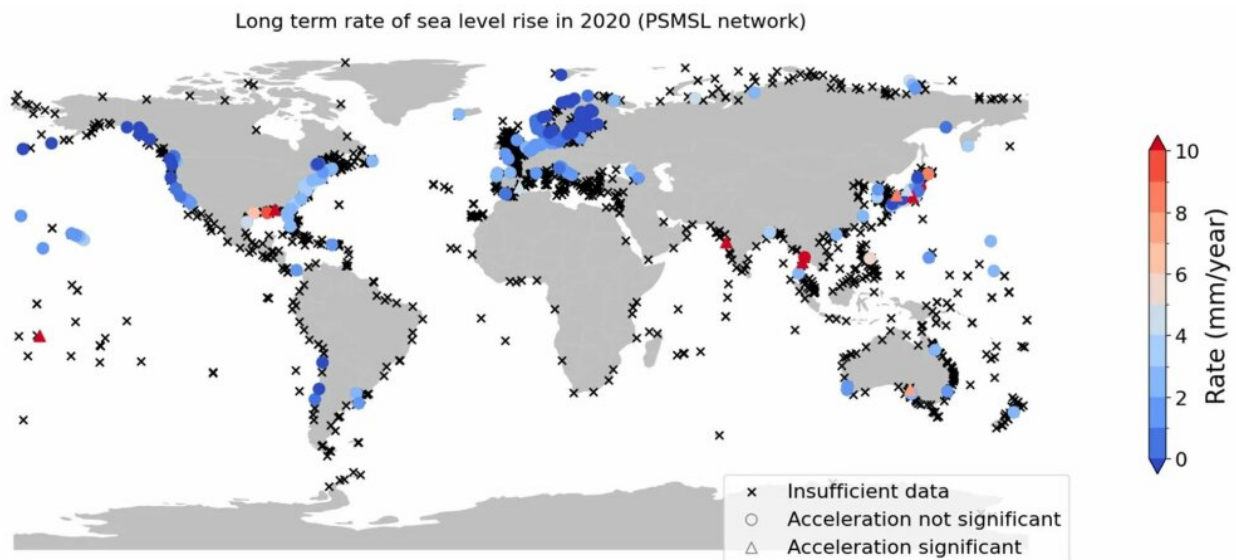 Long term rate of sea level rise in 2020 (PSMSL network)
10
8
6
4
2
0
Rate (mm/year)
Insufficient data
Acceleration not significant
Acceleration significant